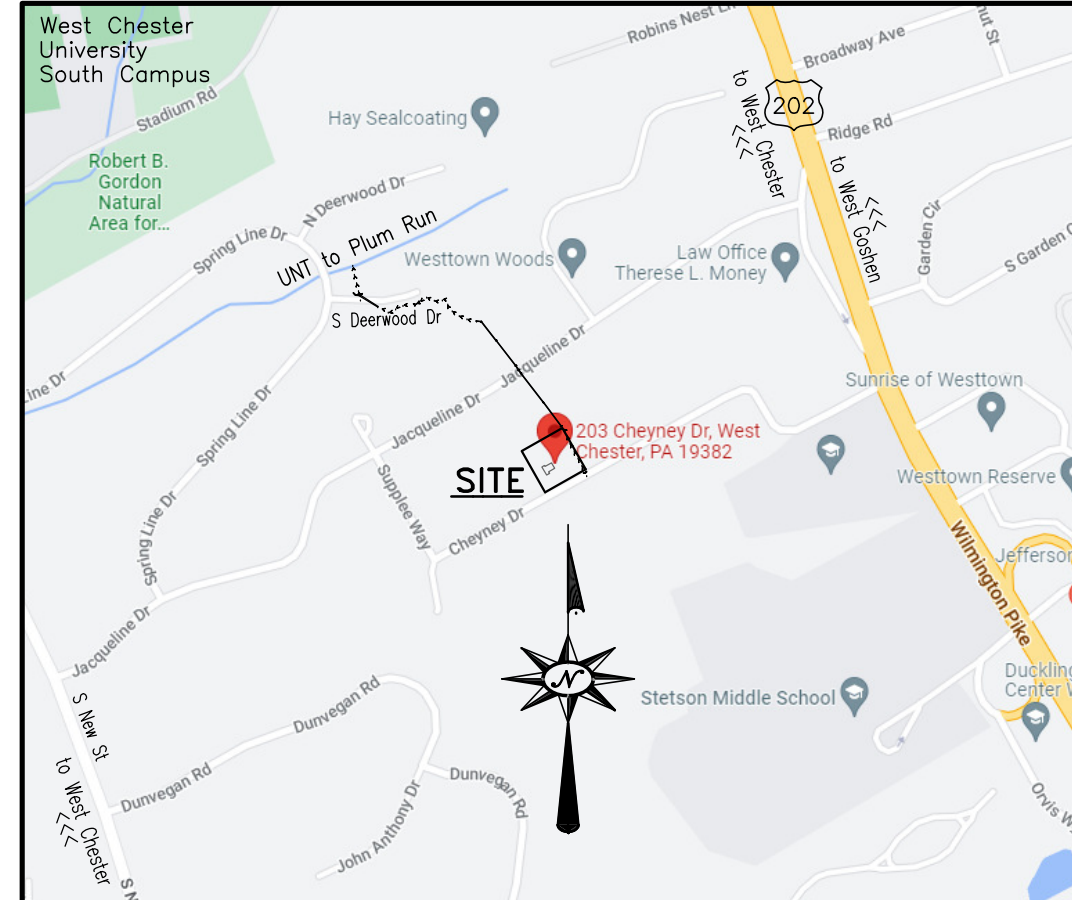 West Chester
University
South Campus
Robins Nest Ln
Broadway Ave
nut St
Stadium Rd
Hay Sealcoating
to West Chester
<<<
202
Ridge Rd
Robert B.
Gordon
Natural
Area for...
N Deerwood Dr
to West Goshen
<<<
Garden Cir
S Garden C
Spring Line Dr
UNT to Plum Run
Westtown Woods
Law Office
Therese L. Money
S Deerwood Dr
Jacqueline Dr
Line Dr
Spring Line Dr
Jacqueline Dr
Sunrise of Westtown
203 Cheyney Dr, West
Chester, PA 19382
SITE
Supplee Way
Cheyney Dr
Westtown Reserve
Spring Line Dr
Wilmington Pike
Jefferson
Jacqueline Dr
N
Stetson Middle School
Duckling
Center W
S New St
Dunvegan Rd
to West Chester
<<<
Dunvegan Rd
Dunvegan Rd
John Anthony Dr
Orvis W
S N